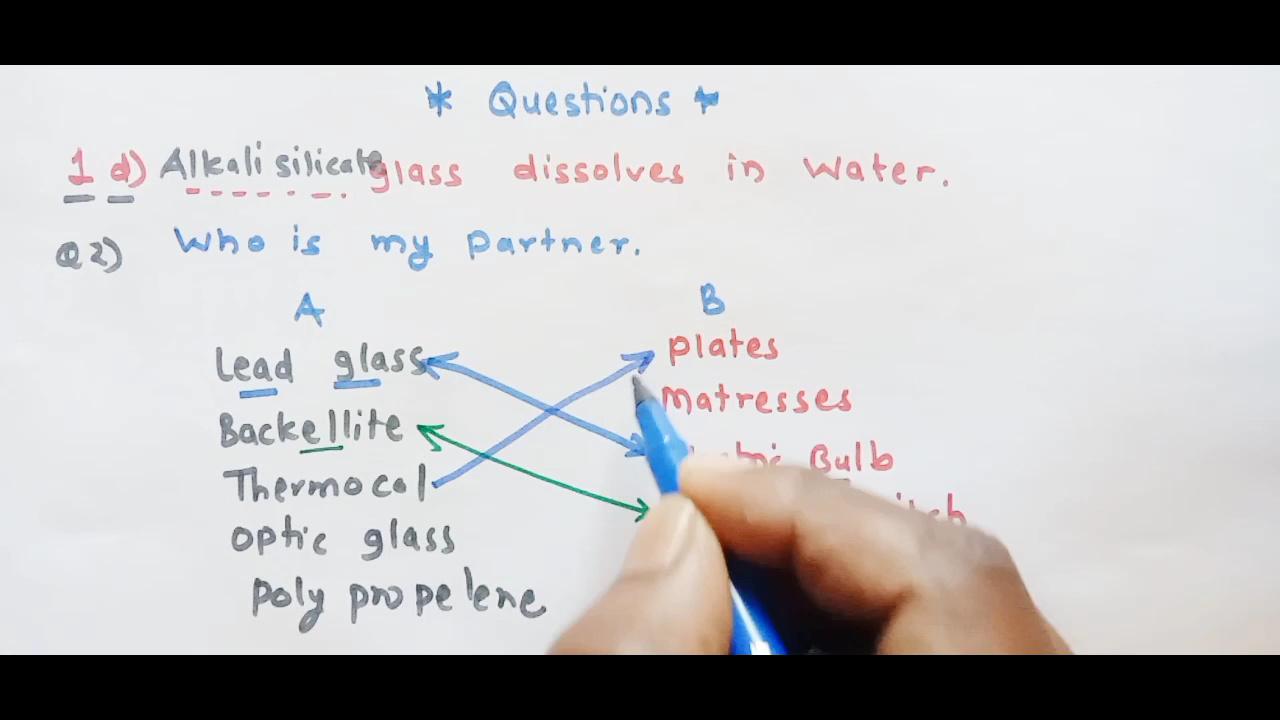 * Questions *
1 d) Alkali silicate glass dissolves in water.
Q 2) Who is my partner.
A B
Lead glass plates
Backellite Matresses
Thermocol Bulb
optic glass
Poly propelene